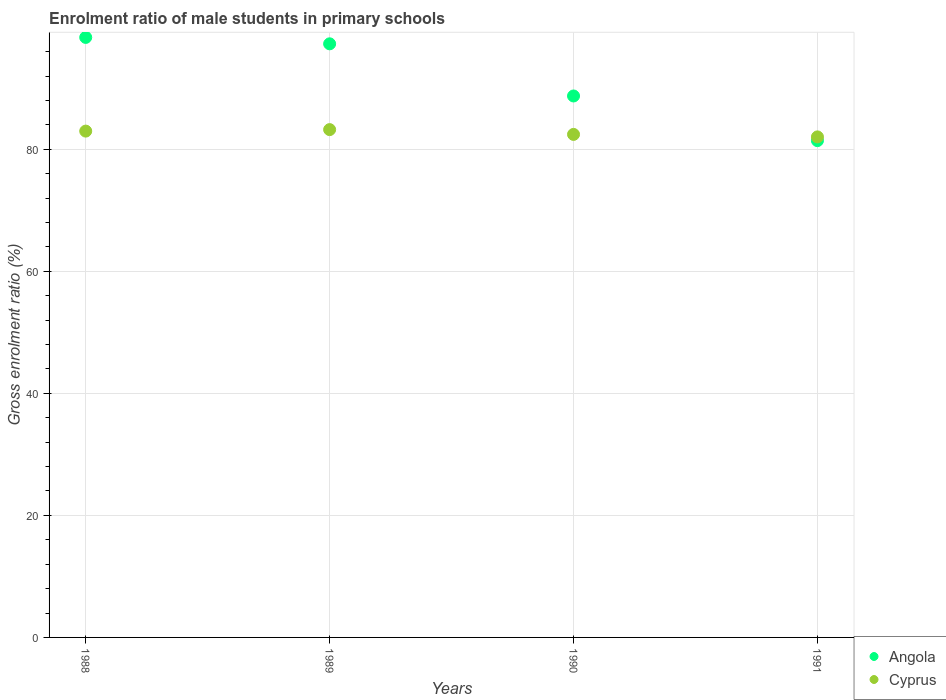 Enrolment ratio of male students in primary schools
Gross enrolment ratio (%)
80
60
40
20
0
1988
1989
1990
1991
Years
Angola
Cyprus